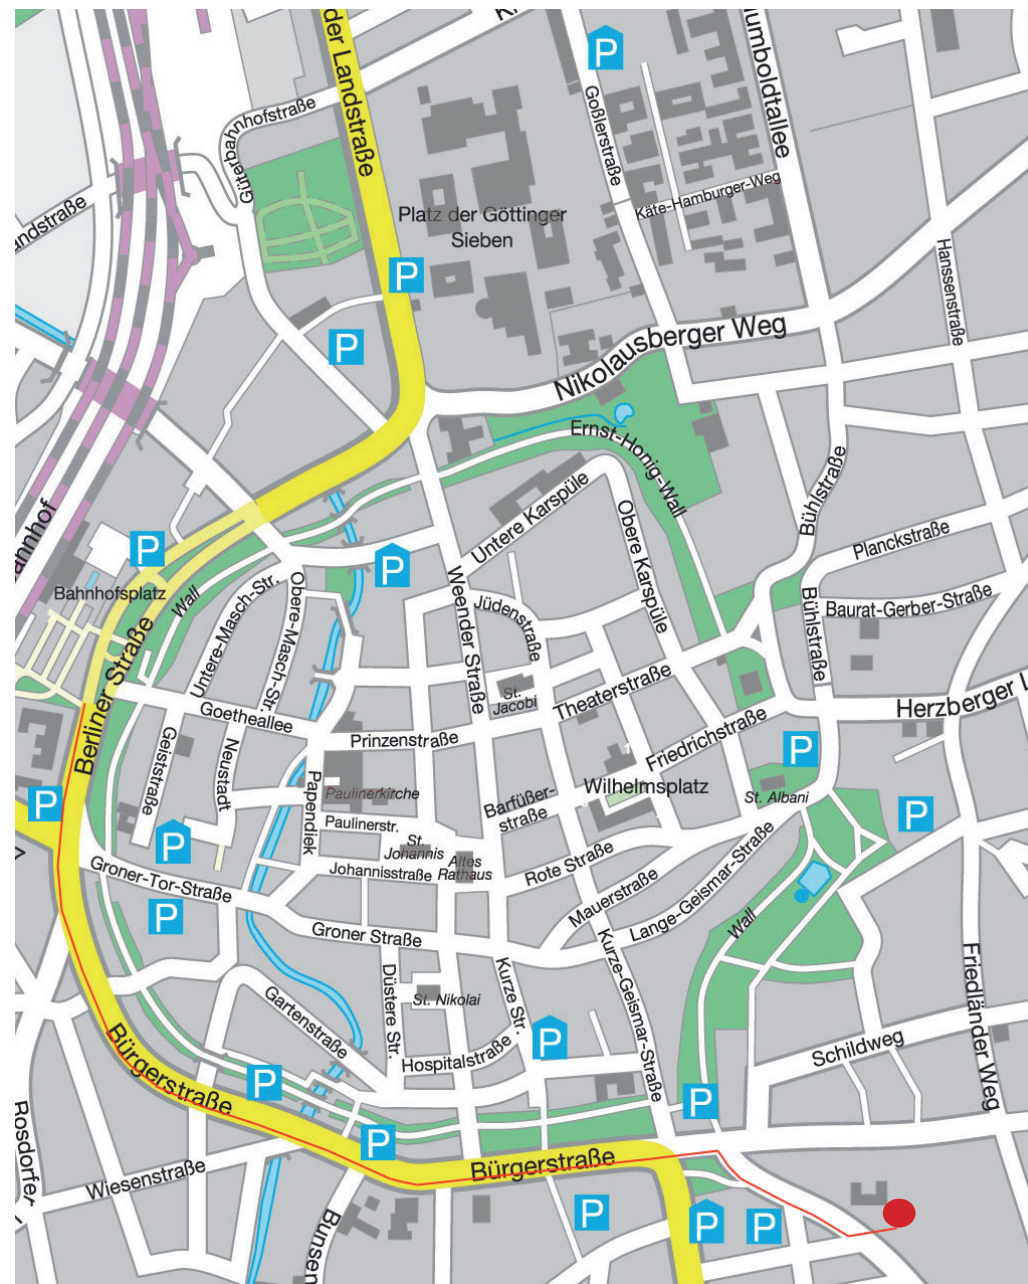 der Landstraße
Humboldtallee
P
Goßlerstraße
Güterbahnhofstraße
Käte-Hamburger-Weg
andstraße
Platz der Göttinger
Sieben
Hanssenstraße
P
P
Nikolausberger Weg
Ernst-Honig-Wall
Bühlstraße
Untere Karspüle
Obere Karspüle
Planckstraße
P
P
annhof
Bahnhofsplatz
Wall
Untere-Masch-Str.
Obere-Masch-Str.
Weender Straße
Jüdenstraße
Bühlstraße
Baurat-Gerber-Straße
Berliner Straße
St.
Jacobi
Theaterstraße
Herzberger L
Goetheallee
Prinzenstraße
Friedrichstraße
P
Geiststraße
Neustadt
Papendiek
Paulinerkirche
Barfüßer-
straße
Wilhelmsplatz
St. Albani
P
P
P
Paulinerstr.
St.
Johannis
Altes
Rathaus
Johannisstraße
Rote Straße
Groner-Tor-Straße
Mauerstraße
Lange-Geismar-Straße
P
Groner Straße
Wall
Kurze-Geismar-Straße
Friedländer Weg
Düstere Str.
Kurze Str.
St. Nikolai
Gartenstraße
Hospitalstraße
P
Schildweg
Bürgerstraße
P
P
P
Rosdorfer
Wiesenstraße
Bürgerstraße
Bunsen
P
P
P